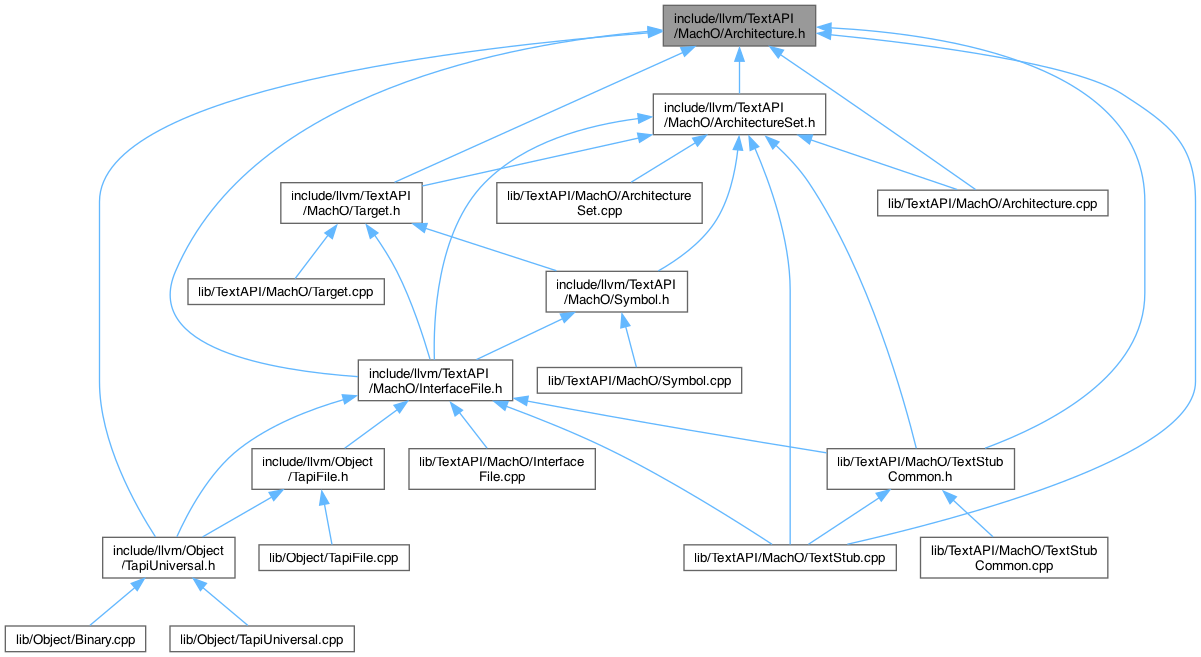 include/llvm/TextAPI
/MachO/Architecture.h
include/llvm/TextAPI
/MachO/ArchitectureSet.h
include/llvm/TextAPI
/MachO/Target.h
lib/TextAPI/MachO/Architecture
Set.cpp
lib/TextAPI/MachO/Architecture.cpp
lib/TextAPI/MachO/Target.cpp
include/llvm/TextAPI
/MachO/Symbol.h
include/llvm/TextAPI
/MachO/InterfaceFile.h
lib/TextAPI/MachO/Symbol.cpp
include/llvm/Object
/TapiFile.h
lib/TextAPI/MachO/Interface
File.cpp
lib/TextAPI/MachO/TextStub
Common.h
include/llvm/Object
/TapiUniversal.h
lib/Object/TapiFile.cpp
lib/TextAPI/MachO/TextStub.cpp
lib/TextAPI/MachO/TextStub
Common.cpp
lib/Object/Binary.cpp
lib/Object/TapiUniversal.cpp